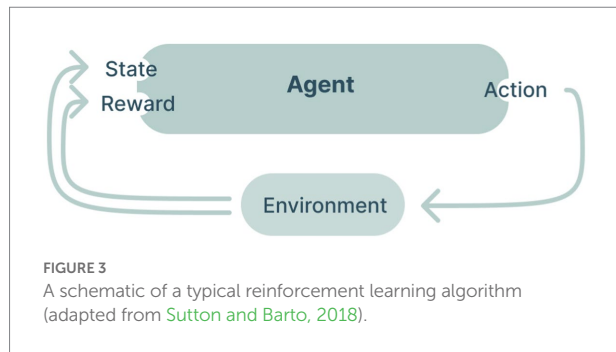 State
Reward
Agent
Action
Environment
FIGURE 3
A schematic of a typical reinforcement learning algorithm
(adapted from Sutton and Barto, 2018).